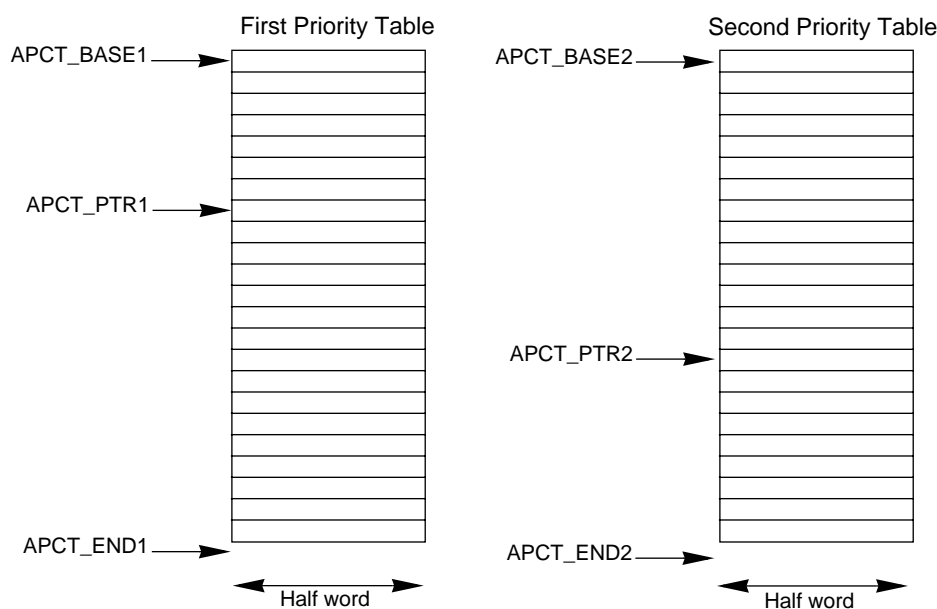 First Priority Table
APCT_BASE1
APCT_PTR1
APCT_END1
Half word
Second Priority Table
APCT_BASE2
APCT_PTR2
APCT_END2
Half word